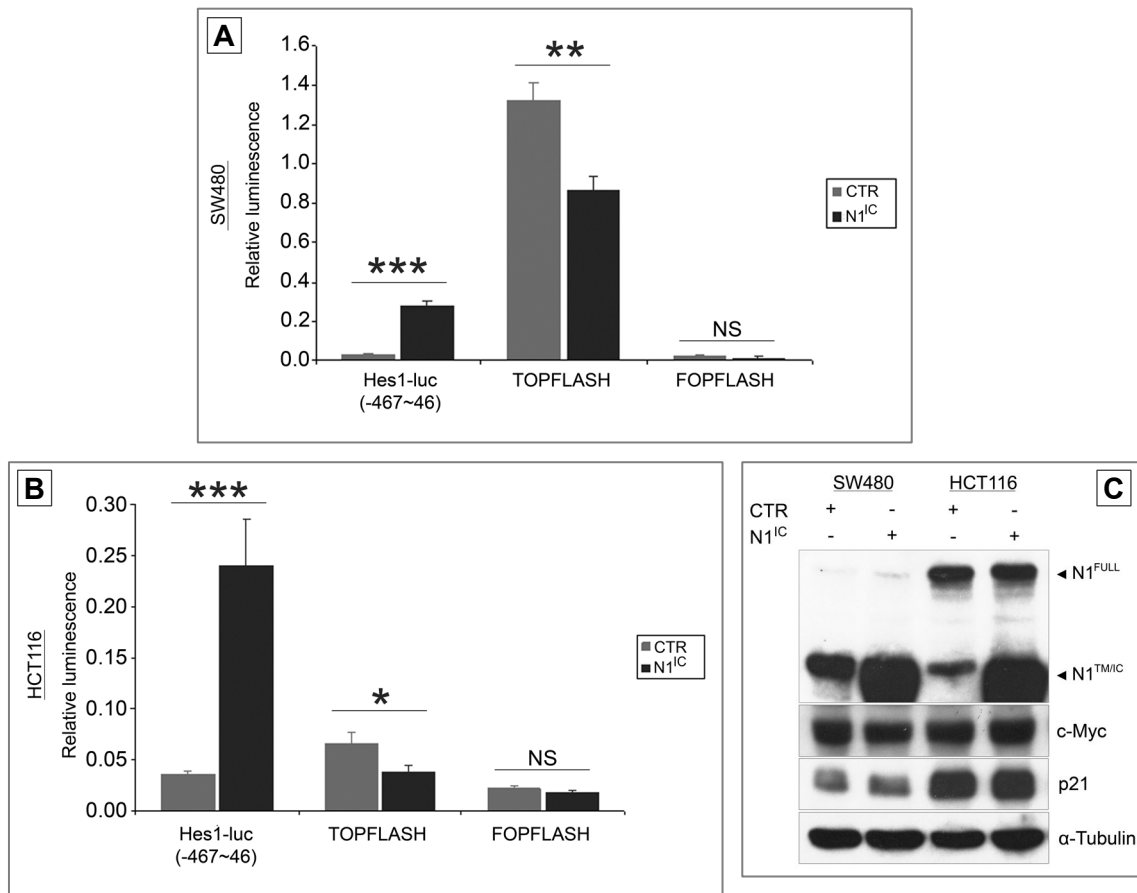 A
SW480
Relative luminescence
1.6
1.4
1.2
1.0
0.8
0.6
0.4
0.2
0.0
***
**
NS
Hes1-luc
(-467~46)
TOPFLASH
FOPFLASH
CTR
N1IC
B
HCT116
Relative luminescence
0.30
0.25
0.20
0.15
0.10
0.05
0.00
***
*
NS
Hes1-luc
(-467~46)
TOPFLASH
FOPFLASH
CTR
N1IC
C
SW480 HCT116
CTR + - + -
N1IC - + - +
◄ N1FULL
◄ N1TM/IC
c-Myc
p21
α-Tubulin